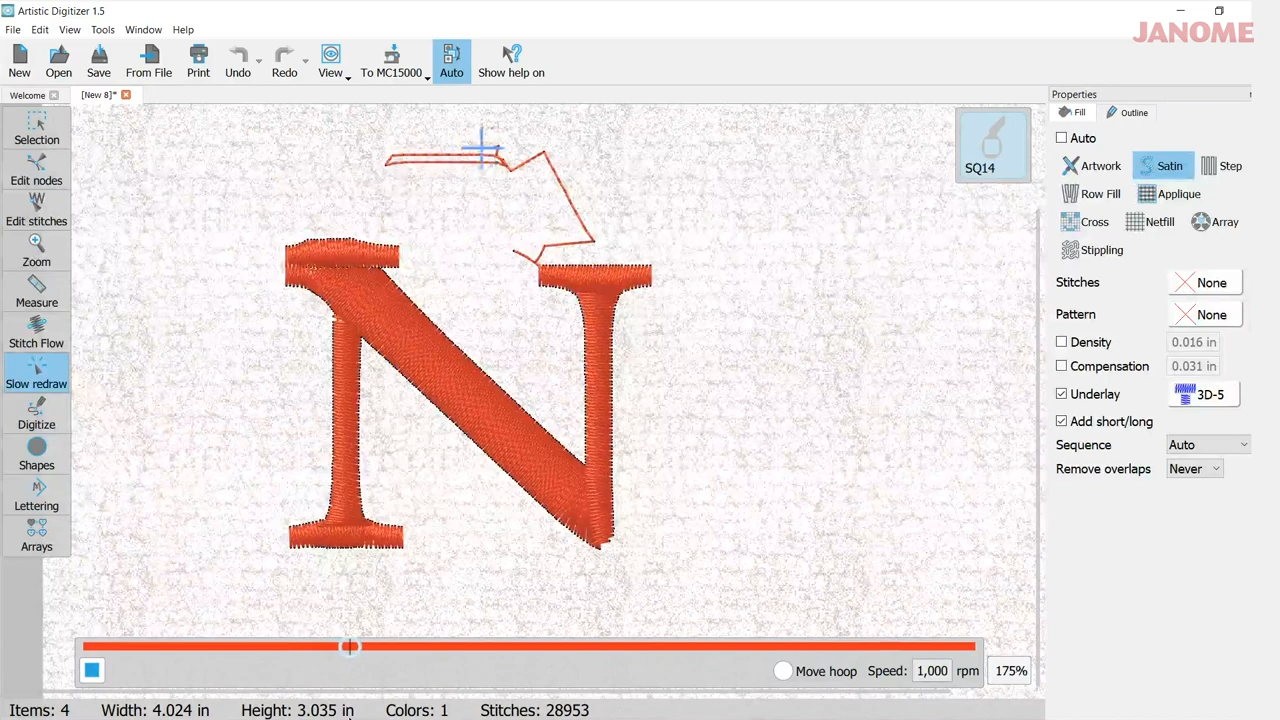 Artistic Digitizer 1.5
JANOME
File Edit View Tools Window Help
New Open Save From File Print Undo Redo View To MC15000 Auto Show help on
Welcome [New 8]*
Properties
Fill Outline
Selection
Edit nodes
Edit stitches
Zoom
Measure
Stitch Flow
Slow redraw
Digitize
Shapes
Lettering
Arrays
SQ14
N
Auto
Artwork Satin Step
Row Fill Applique
Cross Netfill Array
Stippling
Stitches None
Pattern None
Density 0.016 in
Compensation 0.031 in
Underlay 3D-5
Add short/long
Sequence Auto
Remove overlaps Never
Move hoop Speed: 1,000 rpm 175%
Items: 4 Width: 4.024 in Height: 3.035 in Colors: 1 Stitches: 28953